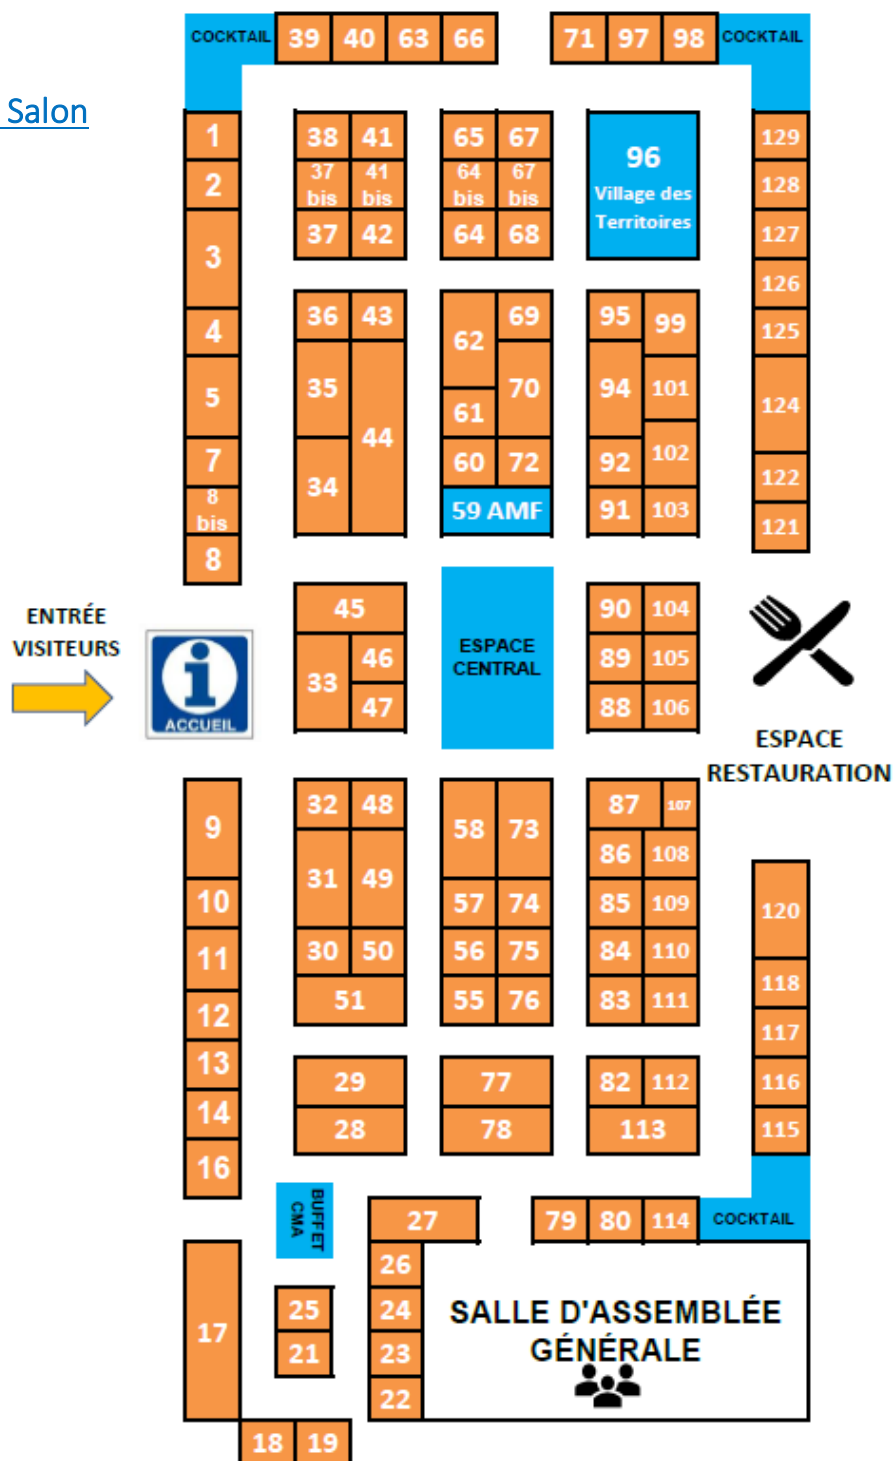 COCKTAIL 39 40 63 66 71 97 98 COCKTAIL
Salon
1 38 41 65 67 96 129
Village des
Territoires
2 37 bis 41 bis 64 bis 67 bis 128
37 42 64 68 127
3
126
4 36 43 62 69 95 99 125
5 35 44 61 70 94 101 124
7 34 60 72 92 102 122
8 bis 59 AMF 91 103 121
8
ENTRÉE
VISITEURS
i
ACCUEIL
45 90 104
33 46 89 105
47 88 106
ESPACE
CENTRAL
ESPACE
RESTAURATION
9 32 48 58 73 87 107
31 49 86 108
10 57 74 85 109 120
11 30 50 56 75 84 110
118
12 51 55 76 83 111
117
13 29 77 82 112 116
14 28 78 113 115
16
BUFFET
CMA
27 79 80 114 COCKTAIL
26
17 25 24
21 23
22
SALLE D'ASSEMBLÉE
GÉNÉRALE
18 19